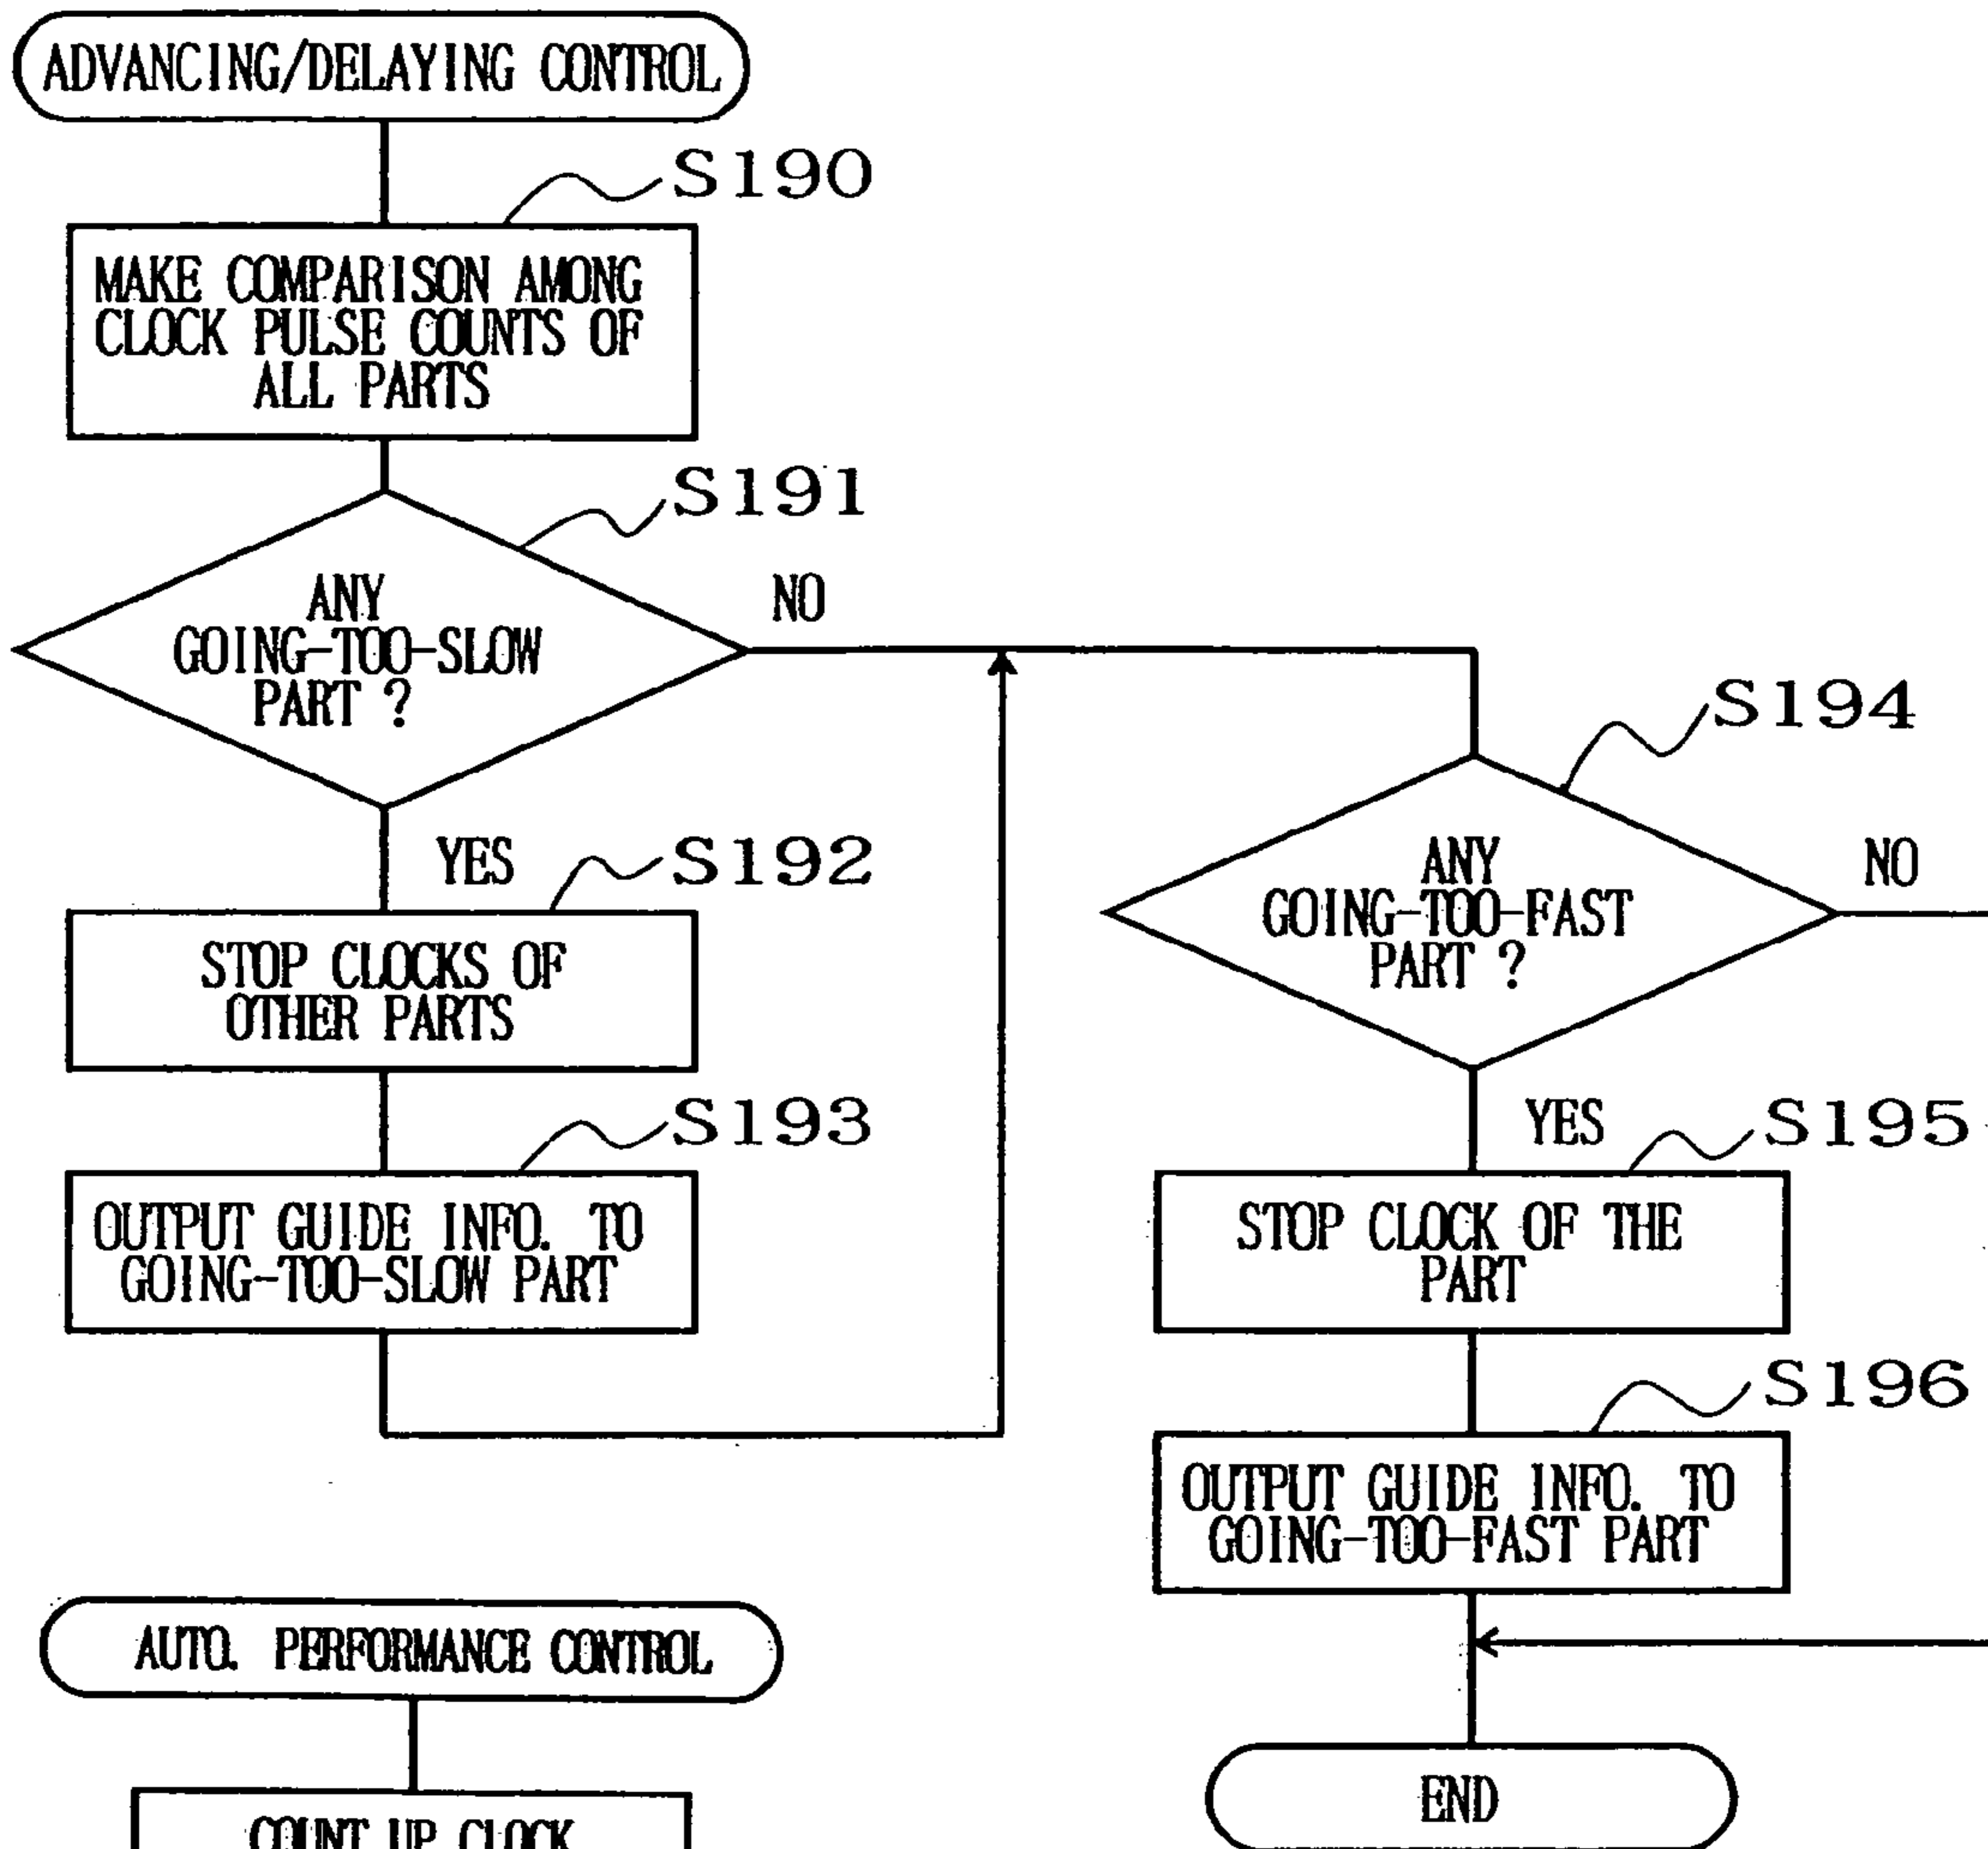 ADVANCING/DELAYING CONTROL
S190
MAKE COMPARISON AMONG
CLOCK PULSE COUNTS OF
ALL PARTS
S191
ANY
GOING-TOO-SLOW
PART ?
NO
YES
S192
STOP CLOCKS OF
OTHER PARTS
S193
OUTPUT GUIDE INFO. TO
GOING-TOO-SLOW PART
S194
ANY
GOING-TOO-FAST
PART ?
NO
YES
S195
STOP CLOCK OF THE
PART
S196
OUTPUT GUIDE INFO. TO
GOING-TOO-FAST PART
END
AUTO. PERFORMANCE CONTROL
COUNT UP CLOCK